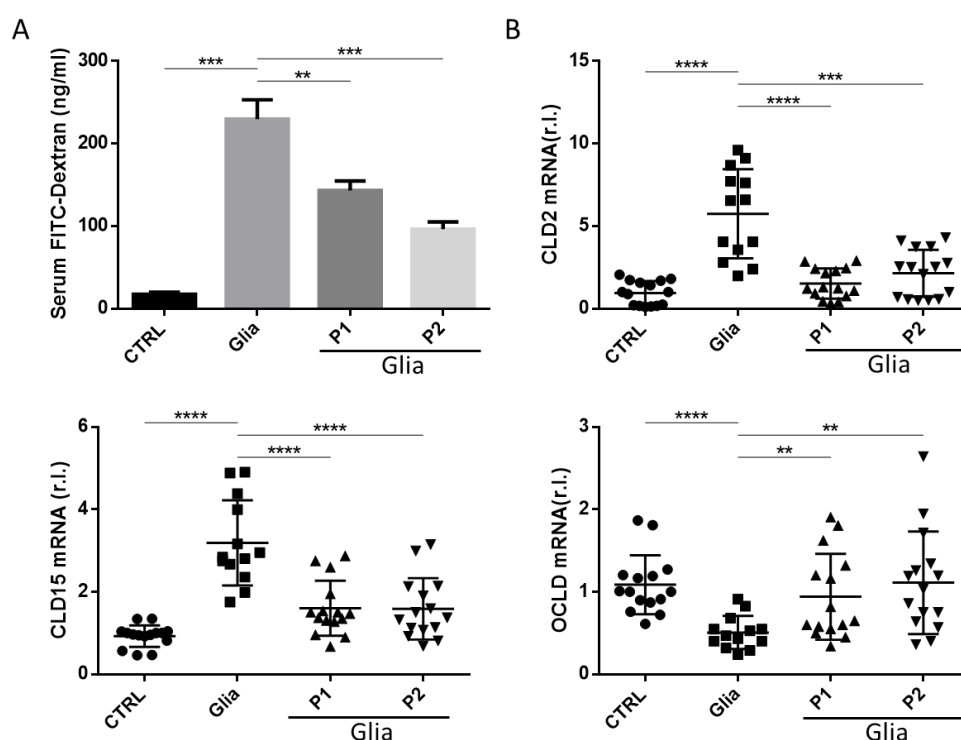 A
Serum FITC-Dextran (ng/ml)
300
200
100
0
***
***
**
CTRL
Glia
P1
P2
Glia
B
CLD2 mRNA(r.l.)
15
10
5
0
****
***
****
CTRL
Glia
P1
P2
Glia
CLD15 mRNA (r.l.)
6
4
2
0
****
****
****
CTRL
Glia
P1
P2
Glia
OCLD mRNA(r.l.)
3
2
1
0
****
**
**
CTRL
Glia
P1
P2
Glia